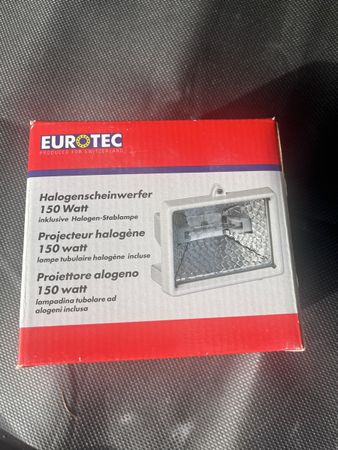 EUROTEC
PRODUCED FOR SWITZERLAND
Halogenscheinwerfer
150 Watt
inklusive Halogen-Stablampe
Projecteur halogène
150 watt
lampe tubulaire halogène incluse
Proiettore alogeno
150 watt
lampadina tubolare ad
alogeni inclusa